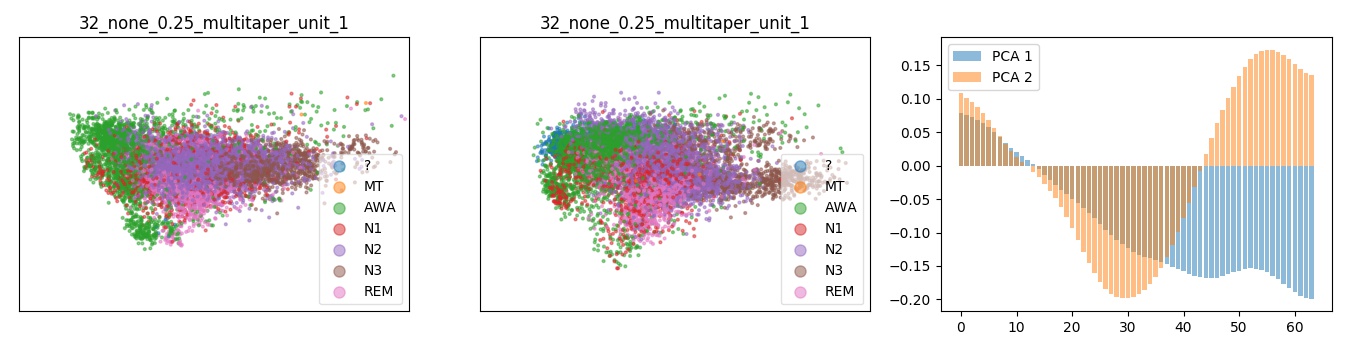 32_none_0.25_multitaper_unit_1
?
MT
AWA
N1
N2
N3
REM
32_none_0.25_multitaper_unit_1
?
MT
AWA
N1
N2
N3
REM
PCA 1
PCA 2
0.15
0.10
0.05
0.00
−0.05
−0.10
−0.15
−0.20
0 10 20 30 40 50 60